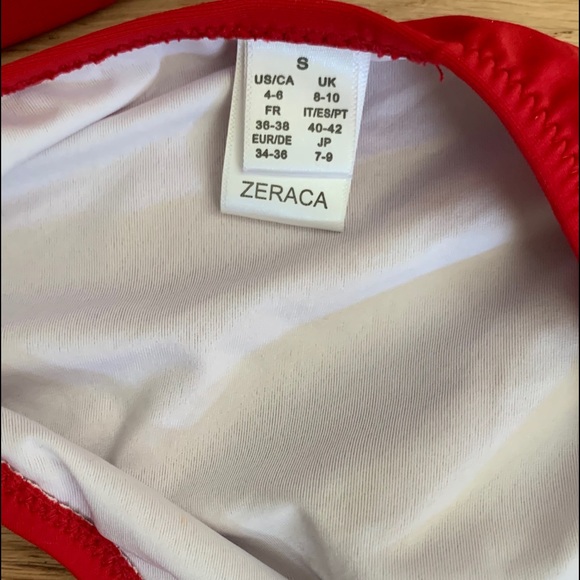 S
US/CA UK
4-6 8-10
FR IT/ES/PT
36-38 40-42
EUR/DE JP
34-36 7-9
ZERACA